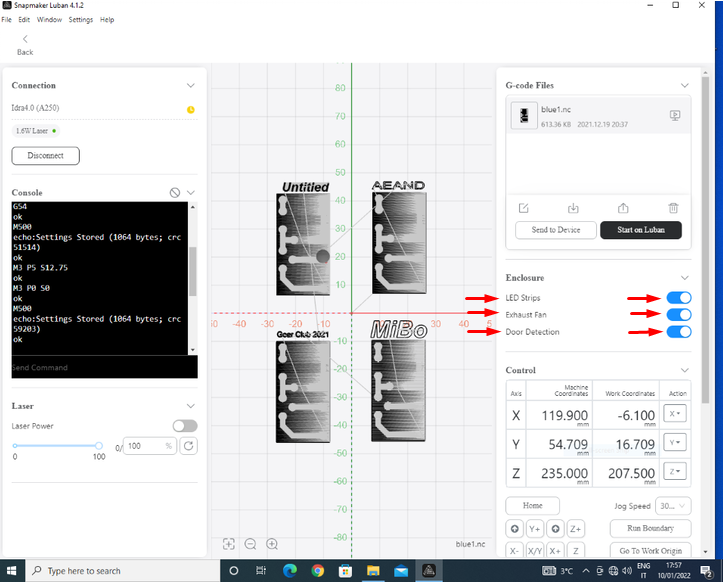 Snapmaker Luban 4.1.2
File Edit Window Settings Help
Back
Connection
Idra4.0 (A250)
1.6W Laser
Disconnect
Console
G54
ok
M500
echo:Settings Stored (1064 bytes; crc
51514)
ok
M3 P5 S12.75
ok
M3 P0 S0
ok
M500
echo:Settings Stored (1064 bytes; crc
59203)
ok
Send Command
Laser
Laser Power
0 100
0/ 100 %
80
70
60
50
40
30
20
10
-10
-20
-30
-40
-50
-60
-70
-80
50 -40 -30 -20 -10
30 40 50
Untitled
AEAND
Geer Club 2021
MiBo
blue1.nc
G-code Files
blue1.nc
613.36 KB 2021.12.19 20:37
Send to Device Start on Luban
Enclosure
LED Strips
Exhaust Fan
Door Detection
Control
Axis Machine Coordinates Work Coordinates Action
X 119.900 mm -6.100 mm X
Y 54.709 mm 16.709 mm Y
Z 235.000 mm 207.500 mm Z
Home Jog Speed 30...
Y+ Z+ Run Boundary
X- X/Y X+ Z Go To Work Origin
Type here to search
3°C
ENG
IT
17:57
10/01/2022
2